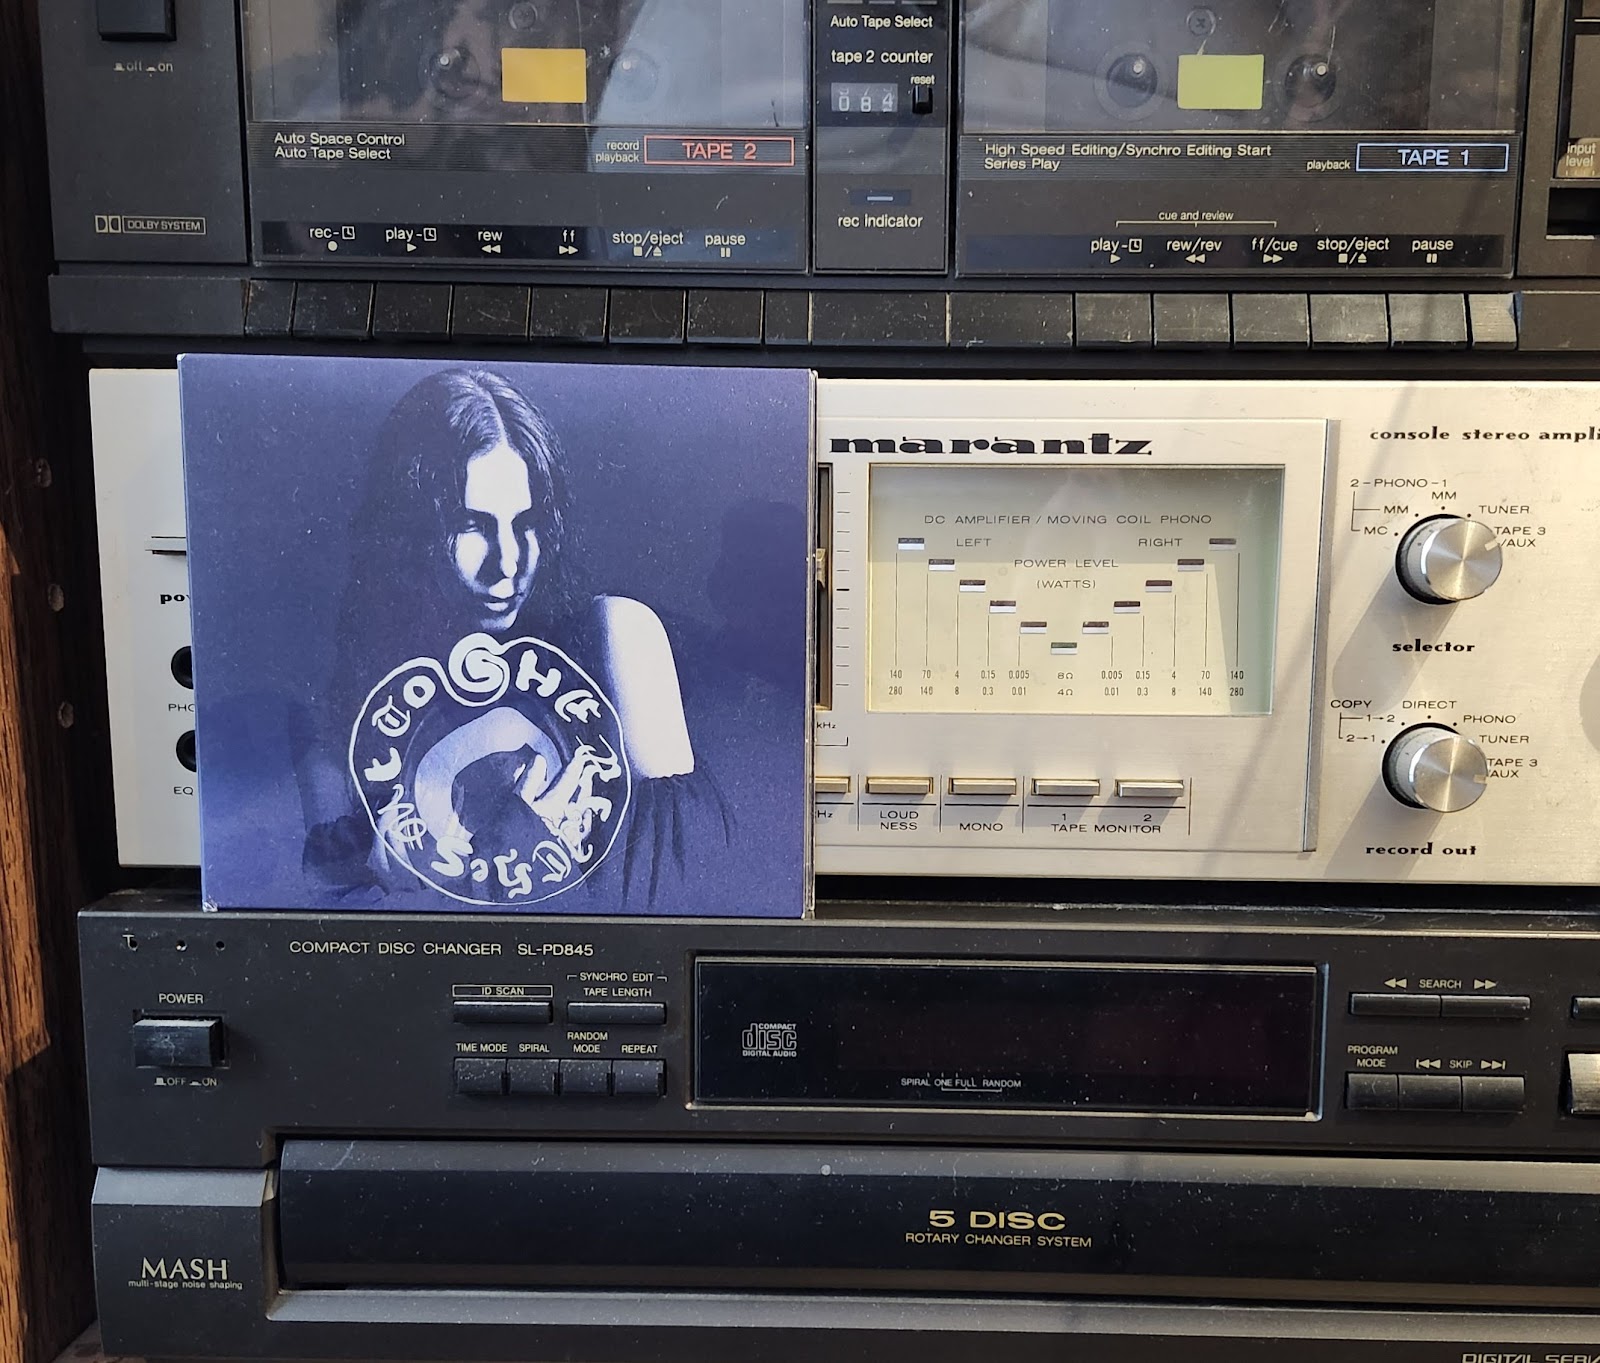 off on
Auto Space Control
Auto Tape Select
record
playback
TAPE 2
DOLBY SYSTEM
rec-
play-
rew
ff
stop/eject
pause
Auto Tape Select
tape 2 counter
reset
084
rec indicator
High Speed Editing/Synchro Editing Start
Series Play
playback
TAPE 1
cue and review
play-
rew/rev
ff/cue
stop/eject
pause
input
level
po
PHO
EQ
marantz
DC AMPLIFIER / MOVING COIL PHONO
LEFT
RIGHT
POWER LEVEL
(WATTS)
140 70 4 0.15 0.005 8Ω 0.005 0.15 4 70 140
280 140 8 0.3 0.01 4Ω 0.01 0.3 8 140 280
kHz
Hz
LOUD
NESS
MONO
1 2
TAPE MONITOR
console stereo ampli
2-PHONO-1
MM
MM
MC
TUNER
TAPE 3
/AUX
selector
COPY
1→2
2→1
DIRECT
PHONO
TUNER
TAPE 3
/AUX
record out
COMPACT DISC CHANGER SL-PD845
POWER
OFF ON
ID SCAN
SYNCHRO EDIT
TAPE LENGTH
TIME MODE
SPIRAL
RANDOM
MODE
REPEAT
COMPACT
disc
DIGITAL AUDIO
SPIRAL ONE FULL RANDOM
SEARCH
PROGRAM
MODE
SKIP
5 DISC
ROTARY CHANGER SYSTEM
MASH
multi-stage noise shaping